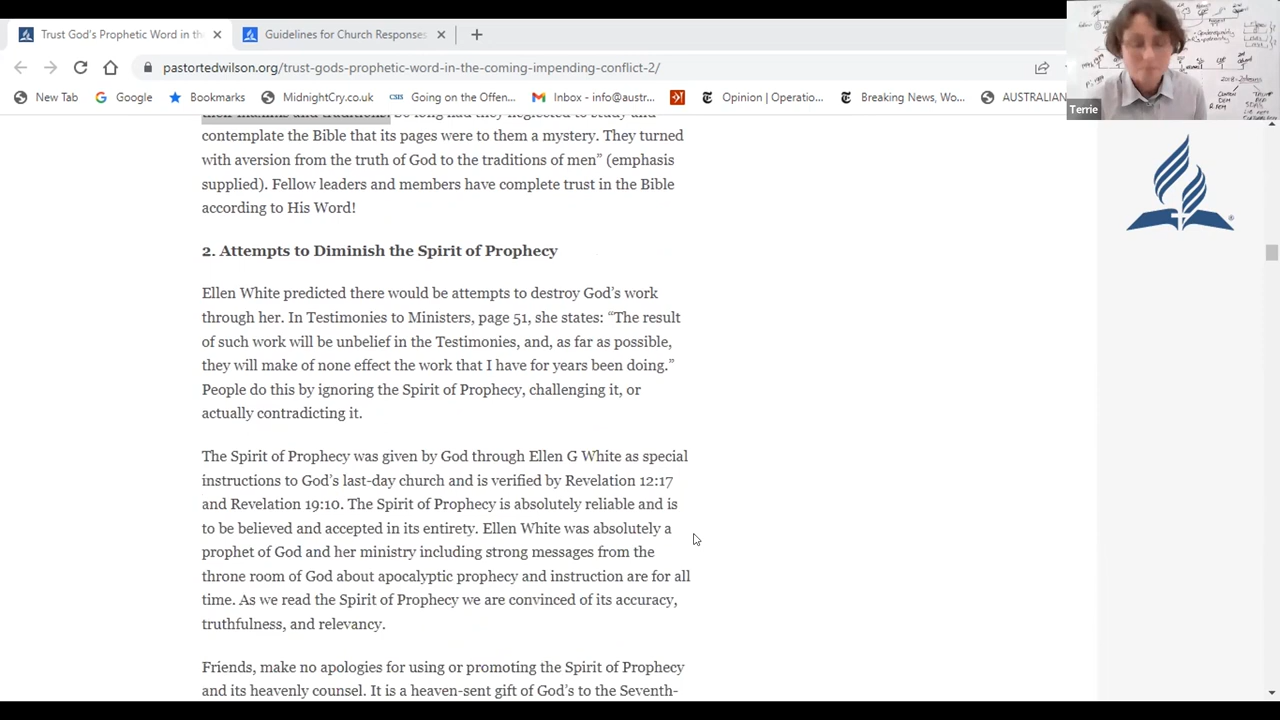 Trust God's Prophetic Word in the
Guidelines for Church Responses
pastortedwilson.org/trust-gods-prophetic-word-in-the-coming-impending-conflict-2/
New Tab
Google
Bookmarks
MidnightCry.co.uk
CSIS
Going on the Offen...
Inbox - info@austr...
Opinion | Operatio...
Breaking News, Wo...
AUSTRALIAN
Terrie
their maxims and traditions. So long had they neglected to study and
contemplate the Bible that its pages were to them a mystery. They turned
with aversion from the truth of God to the traditions of men” (emphasis
supplied). Fellow leaders and members have complete trust in the Bible
according to His Word!
2. Attempts to Diminish the Spirit of Prophecy
Ellen White predicted there would be attempts to destroy God’s work
through her. In Testimonies to Ministers, page 51, she states: “The result
of such work will be unbelief in the Testimonies, and, as far as possible,
they will make of none effect the work that I have for years been doing.”
People do this by ignoring the Spirit of Prophecy, challenging it, or
actually contradicting it.
The Spirit of Prophecy was given by God through Ellen G White as special
instructions to God’s last-day church and is verified by Revelation 12:17
and Revelation 19:10. The Spirit of Prophecy is absolutely reliable and is
to be believed and accepted in its entirety. Ellen White was absolutely a
prophet of God and her ministry including strong messages from the
throne room of God about apocalyptic prophecy and instruction are for all
time. As we read the Spirit of Prophecy we are convinced of its accuracy,
truthfulness, and relevancy.
Friends, make no apologies for using or promoting the Spirit of Prophecy
and its heavenly counsel. It is a heaven-sent gift of God’s to the Seventh-